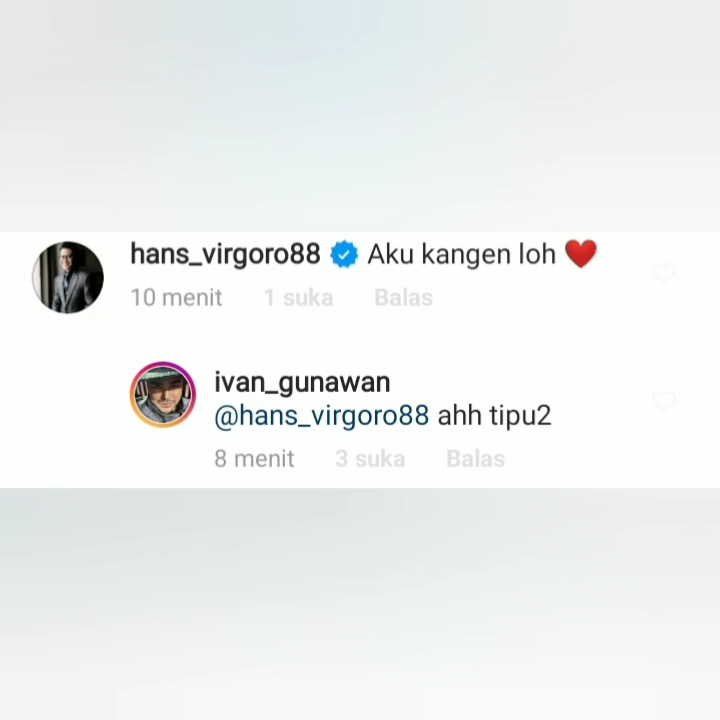 hans_virgoro88 Aku kangen loh ❤️
10 menit 1 suka Balas
ivan_gunawan
@hans_virgoro88 ahh tipu2
8 menit 3 suka Balas